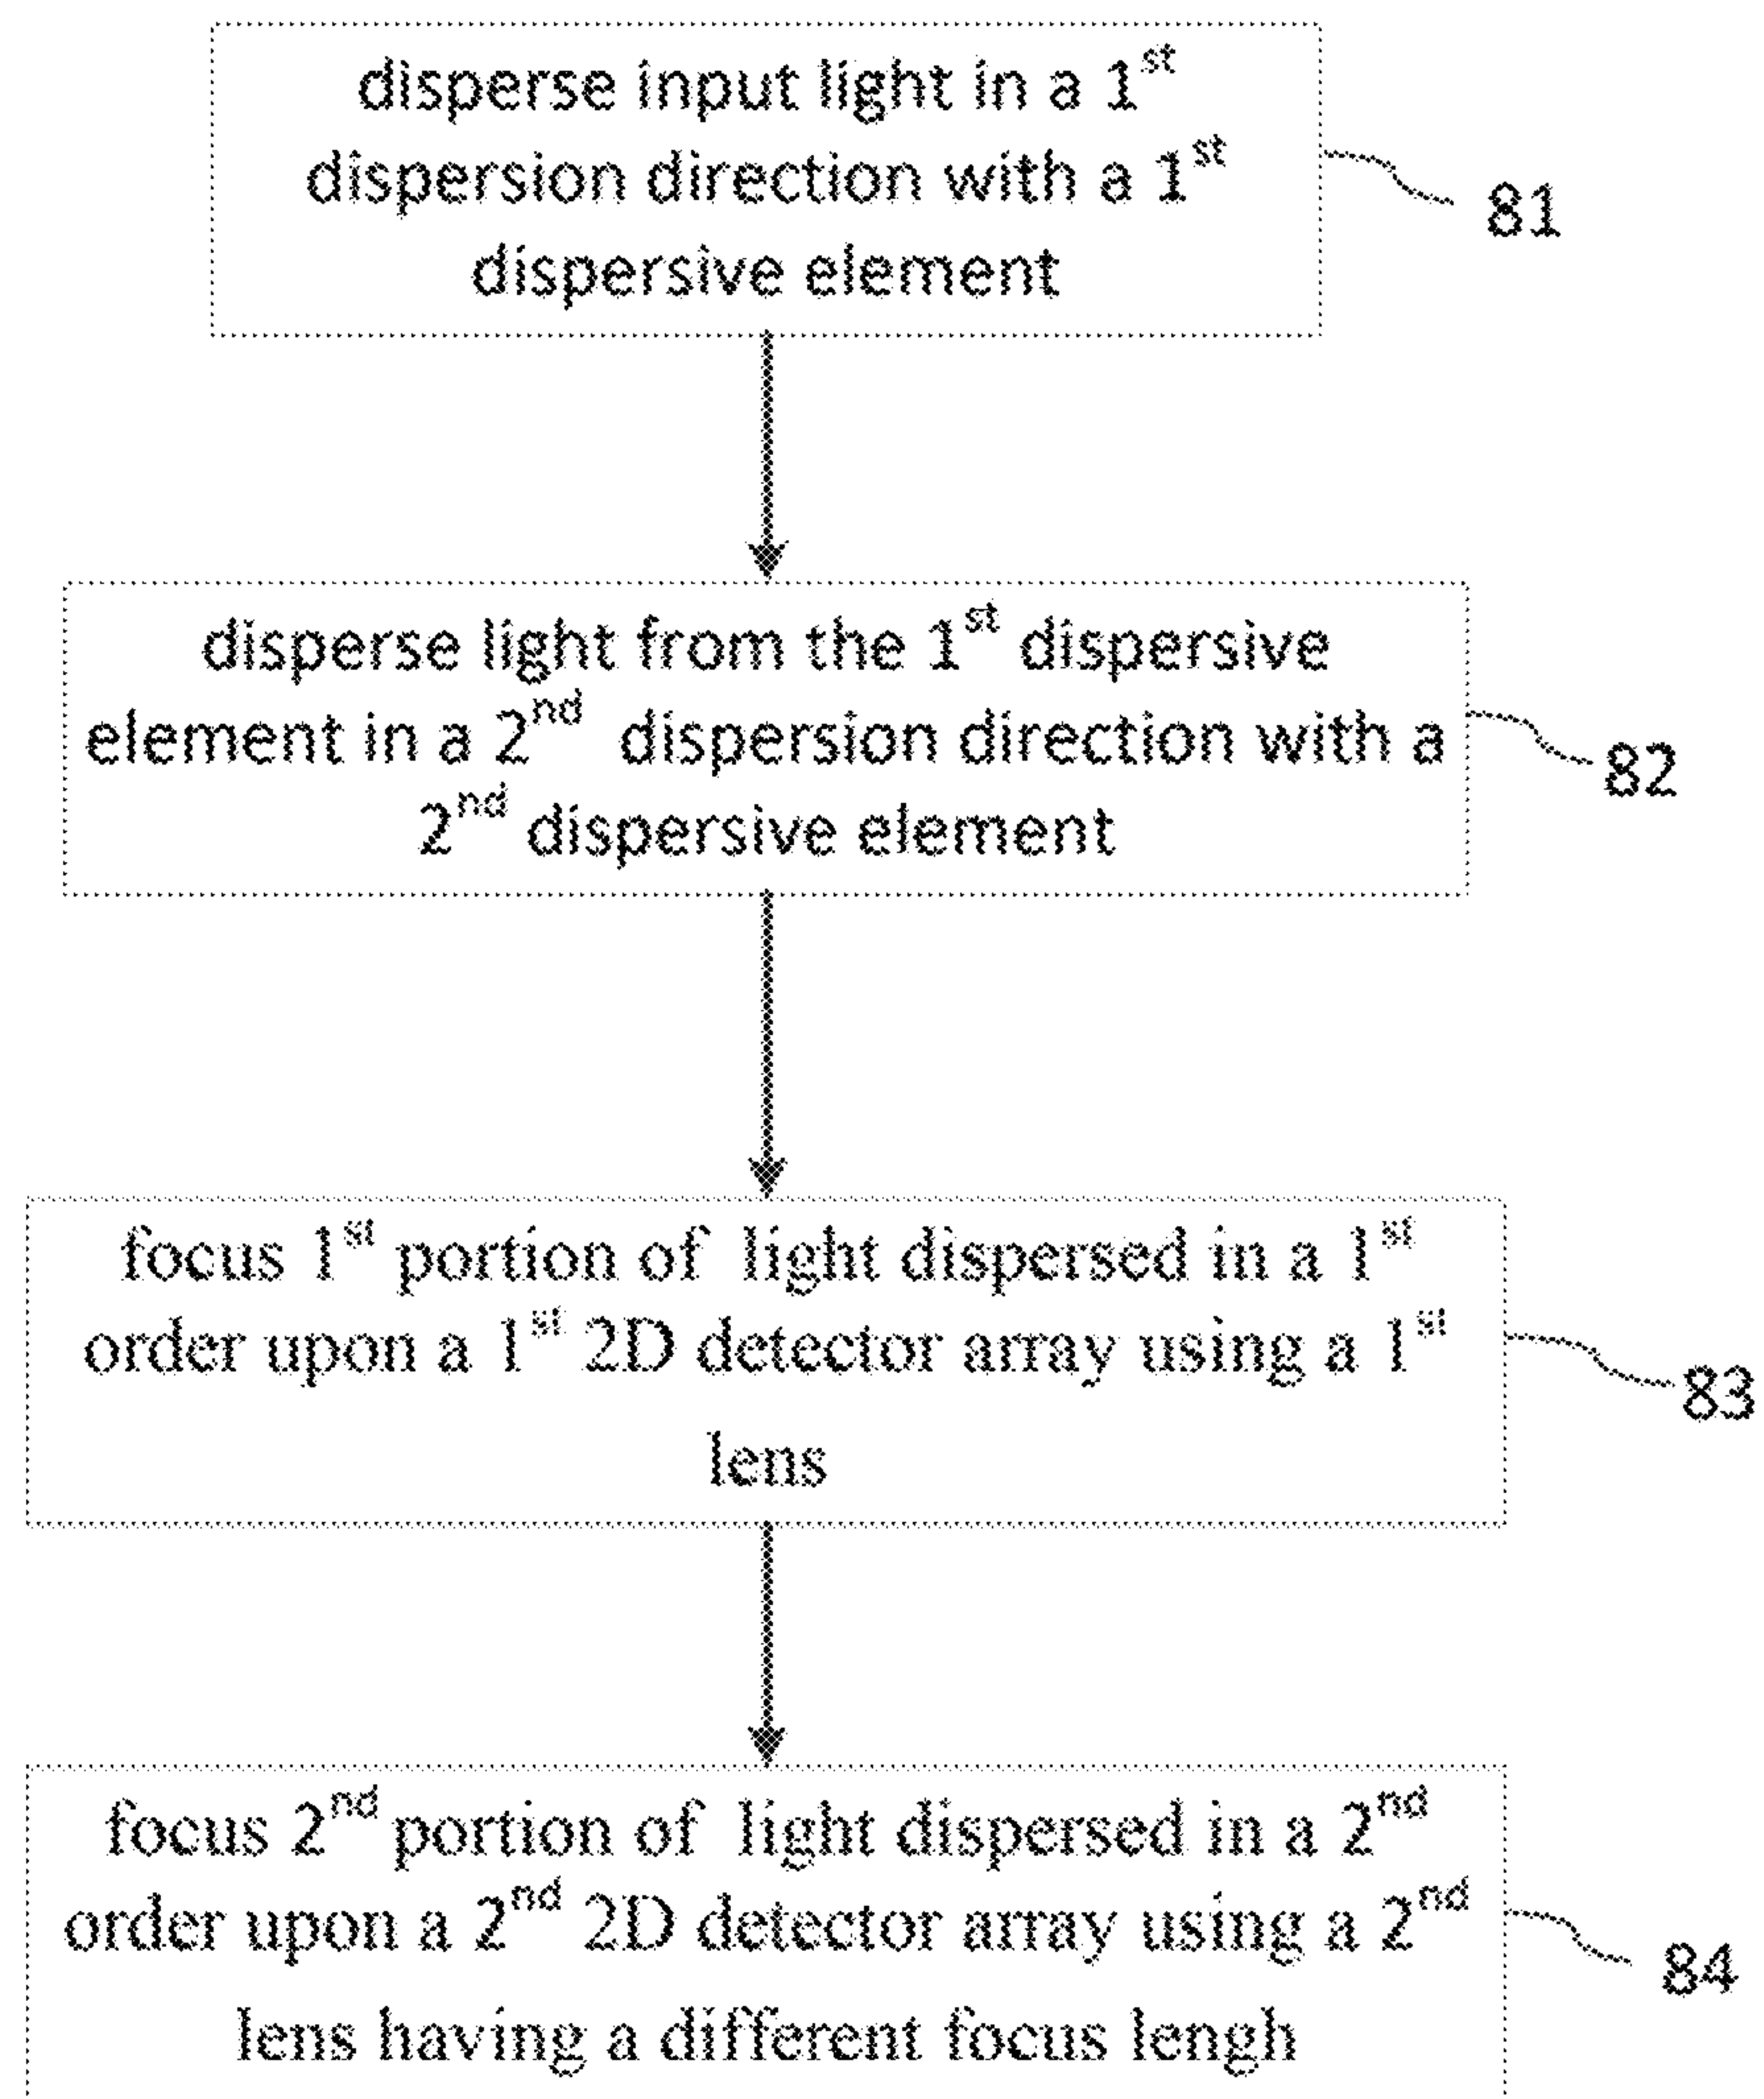 disperse input light in a 1st
dispersion direction with a 1st
dispersive element
81
disperse light from the 1st dispersive
element in a 2nd dispersion direction with a
2nd dispersive element
82
focus 1st portion of light dispersed in a 1st
order upon a 1st 2D detector array using a 1st
lens
83
focus 2nd portion of light dispersed in a 2nd
order upon a 2nd 2D detector array using a 2nd
lens having a different focus lengh
84